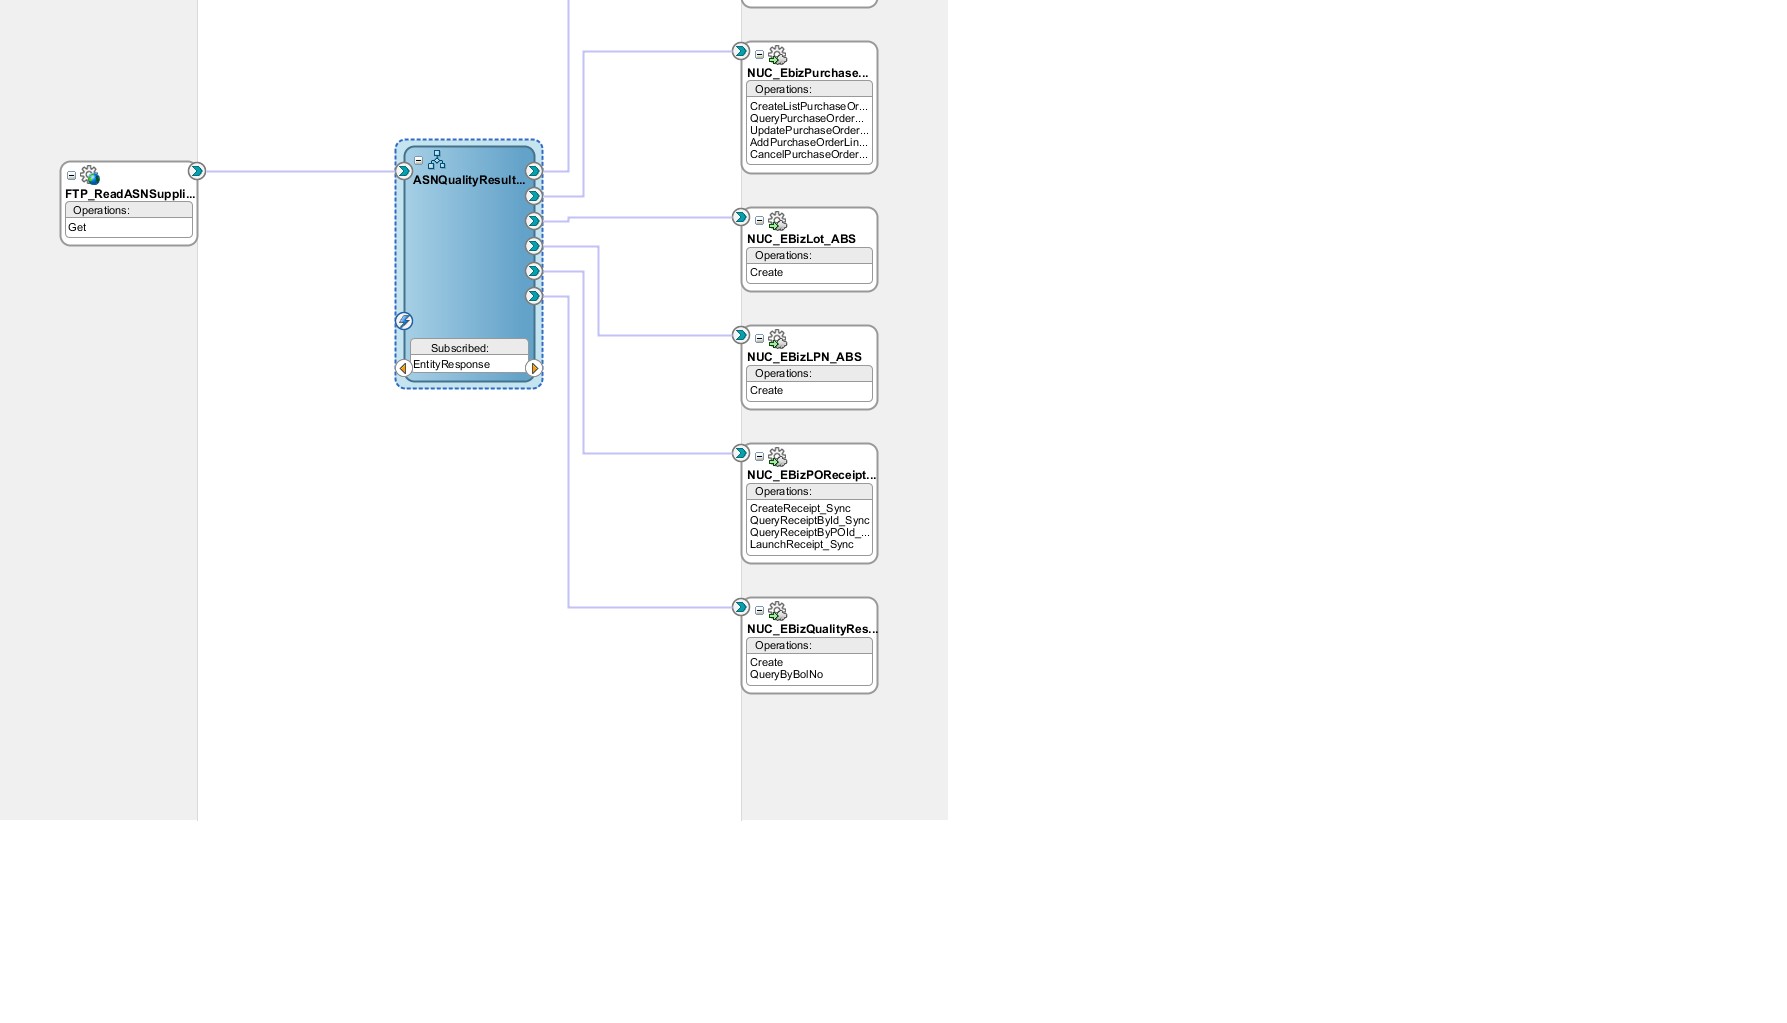 FTP_ReadASNSuppli...
Operations:
Get
ASNQualityResult...
Subscribed:
EntityResponse
NUC_EbizPurchase...
Operations:
CreateListPurchaseOr...
QueryPurchaseOrder...
UpdatePurchaseOrder...
AddPurchaseOrderLin...
CancelPurchaseOrder...
NUC_EBizLot_ABS
Operations:
Create
NUC_EBizLPN_ABS
Operations:
Create
NUC_EBizPOReceipt...
Operations:
CreateReceipt_Sync
QueryReceiptById_Sync
QueryReceiptByPOId_...
LaunchReceipt_Sync
NUC_EBizQualityRes...
Operations:
Create
QueryByBolNo